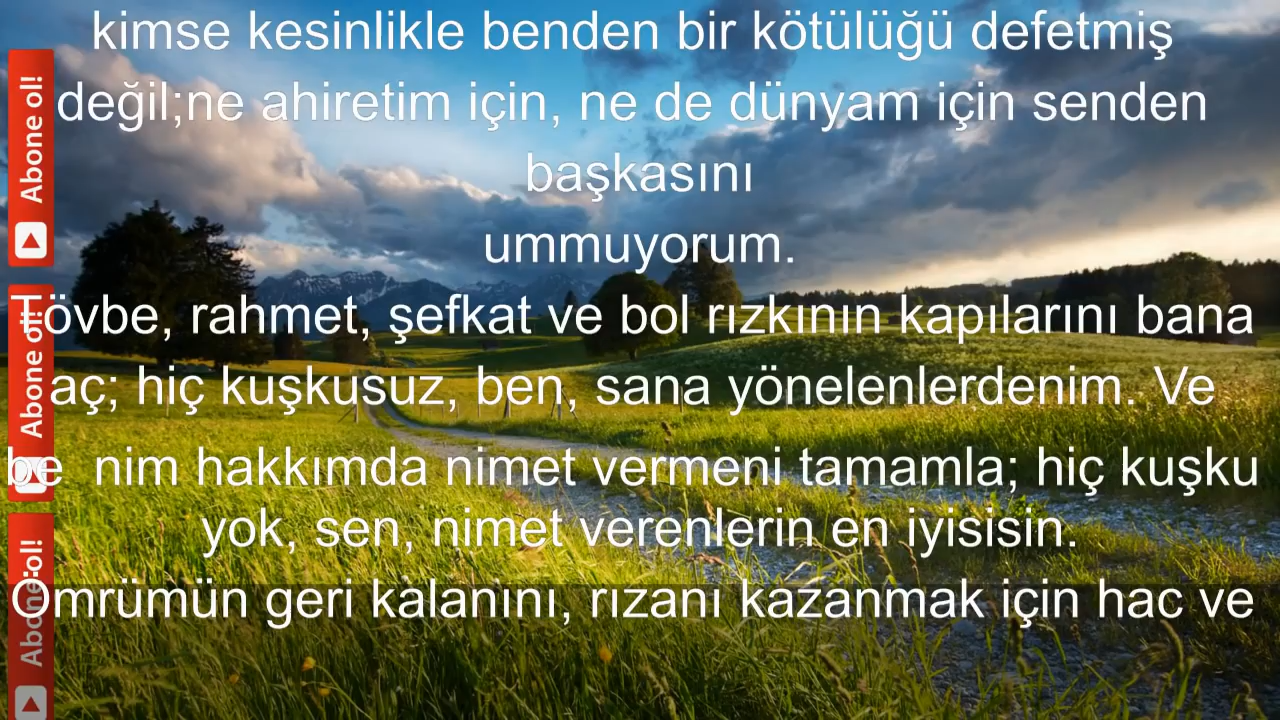 kimse kesinlikle benden bir kötülüğü defetmiş
değil;ne ahiretim için, ne de dünyam için senden
başkasını
ummuyorum.
Tövbe, rahmet, şefkat ve bol rızkının kapılarını bana
aç; hiç kuşkusuz, ben, sana yönelenlerdenim. Ve
be nim hakkımda nimet vermeni tamamla; hiç kuşku
yok, sen, nimet verenlerin en iyisisin.
Ömrümün geri kalanını, rızanı kazanmak için hac ve
Abone ol!
Abone ol!
Abone ol!